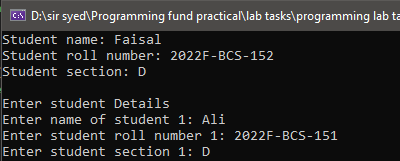 D:\sir syed\Programming fund practical\lab tasks\programming lab ta
Student name: Faisal
Student roll number: 2022F-BCS-152
Student section: D
Enter student Details
Enter name of student 1: Ali
Enter student roll number 1: 2022F-BCS-151
Enter student section 1: D